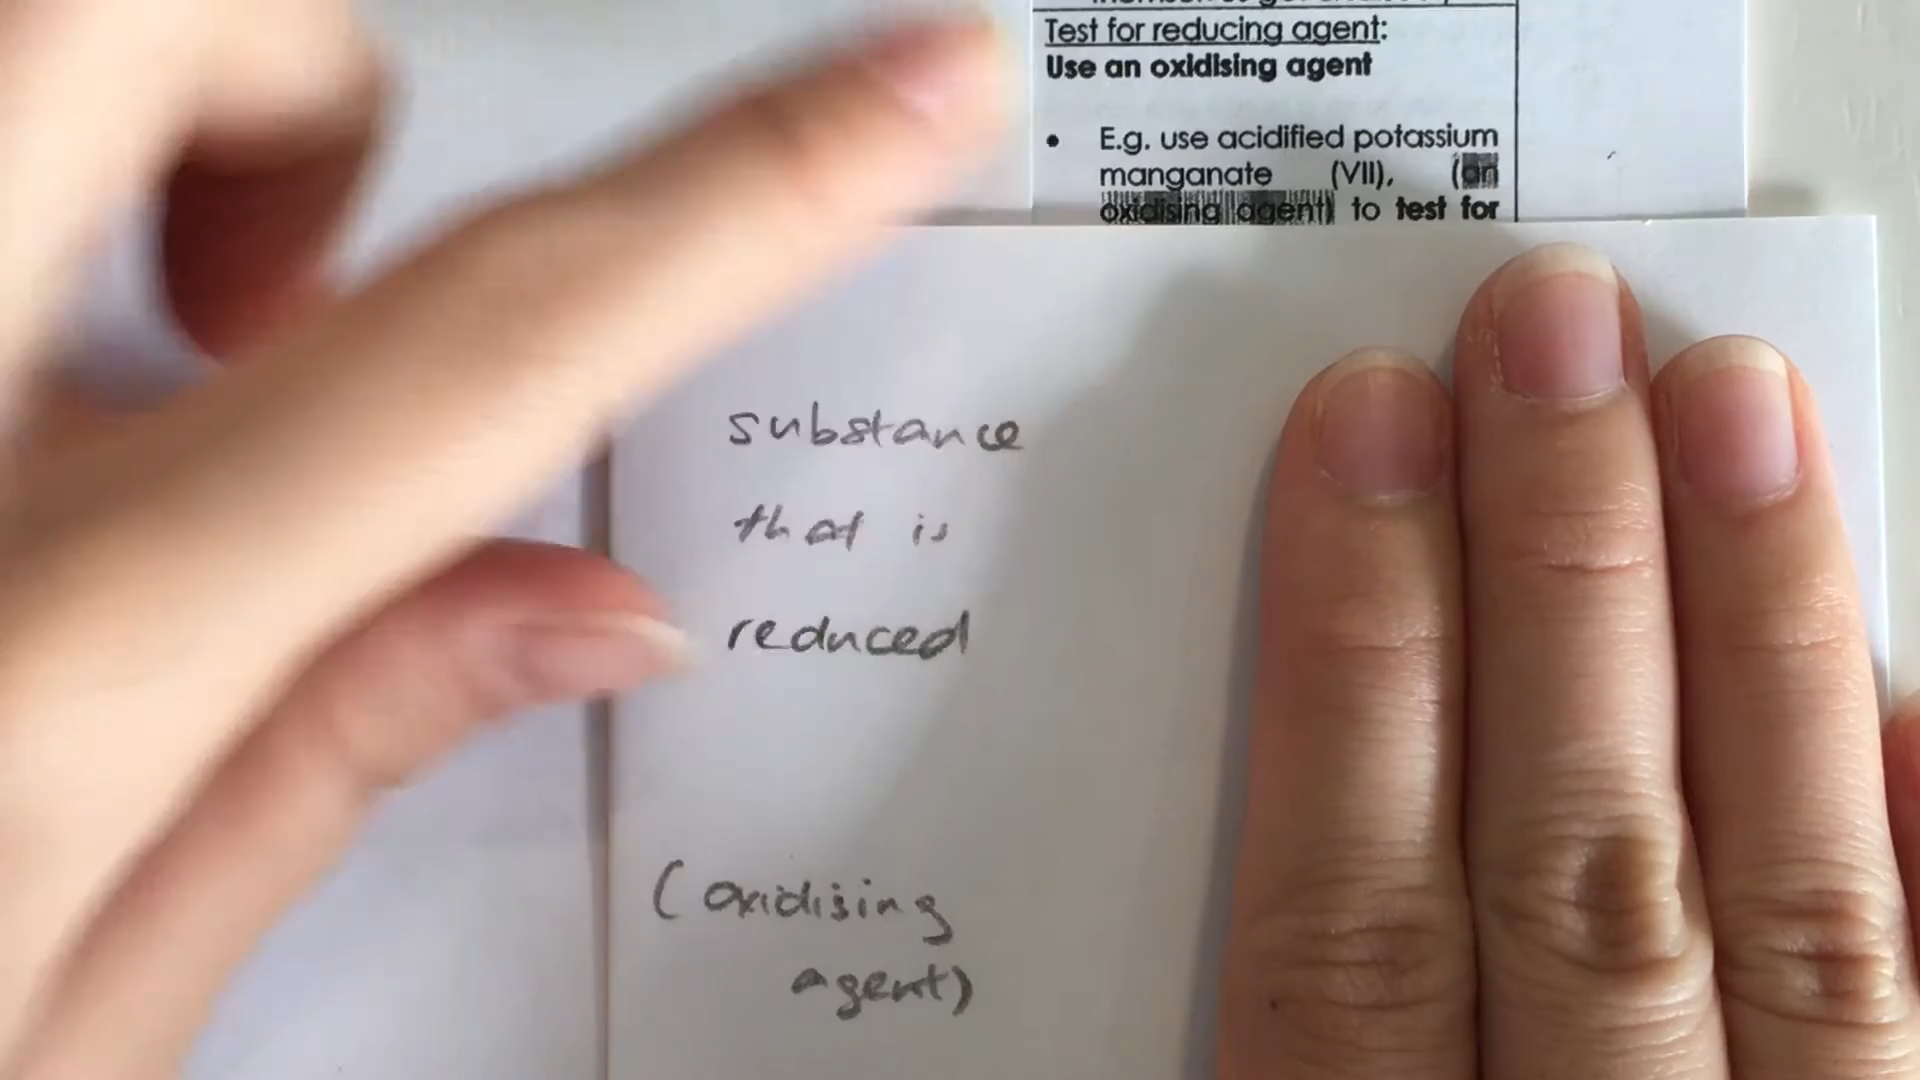 Test for reducing agent:
Use an oxidising agent
• E.g. use acidified potassium
manganate (VII), (an
oxidising agent) to test for
substance
that is
reduced
(oxidising
agent)